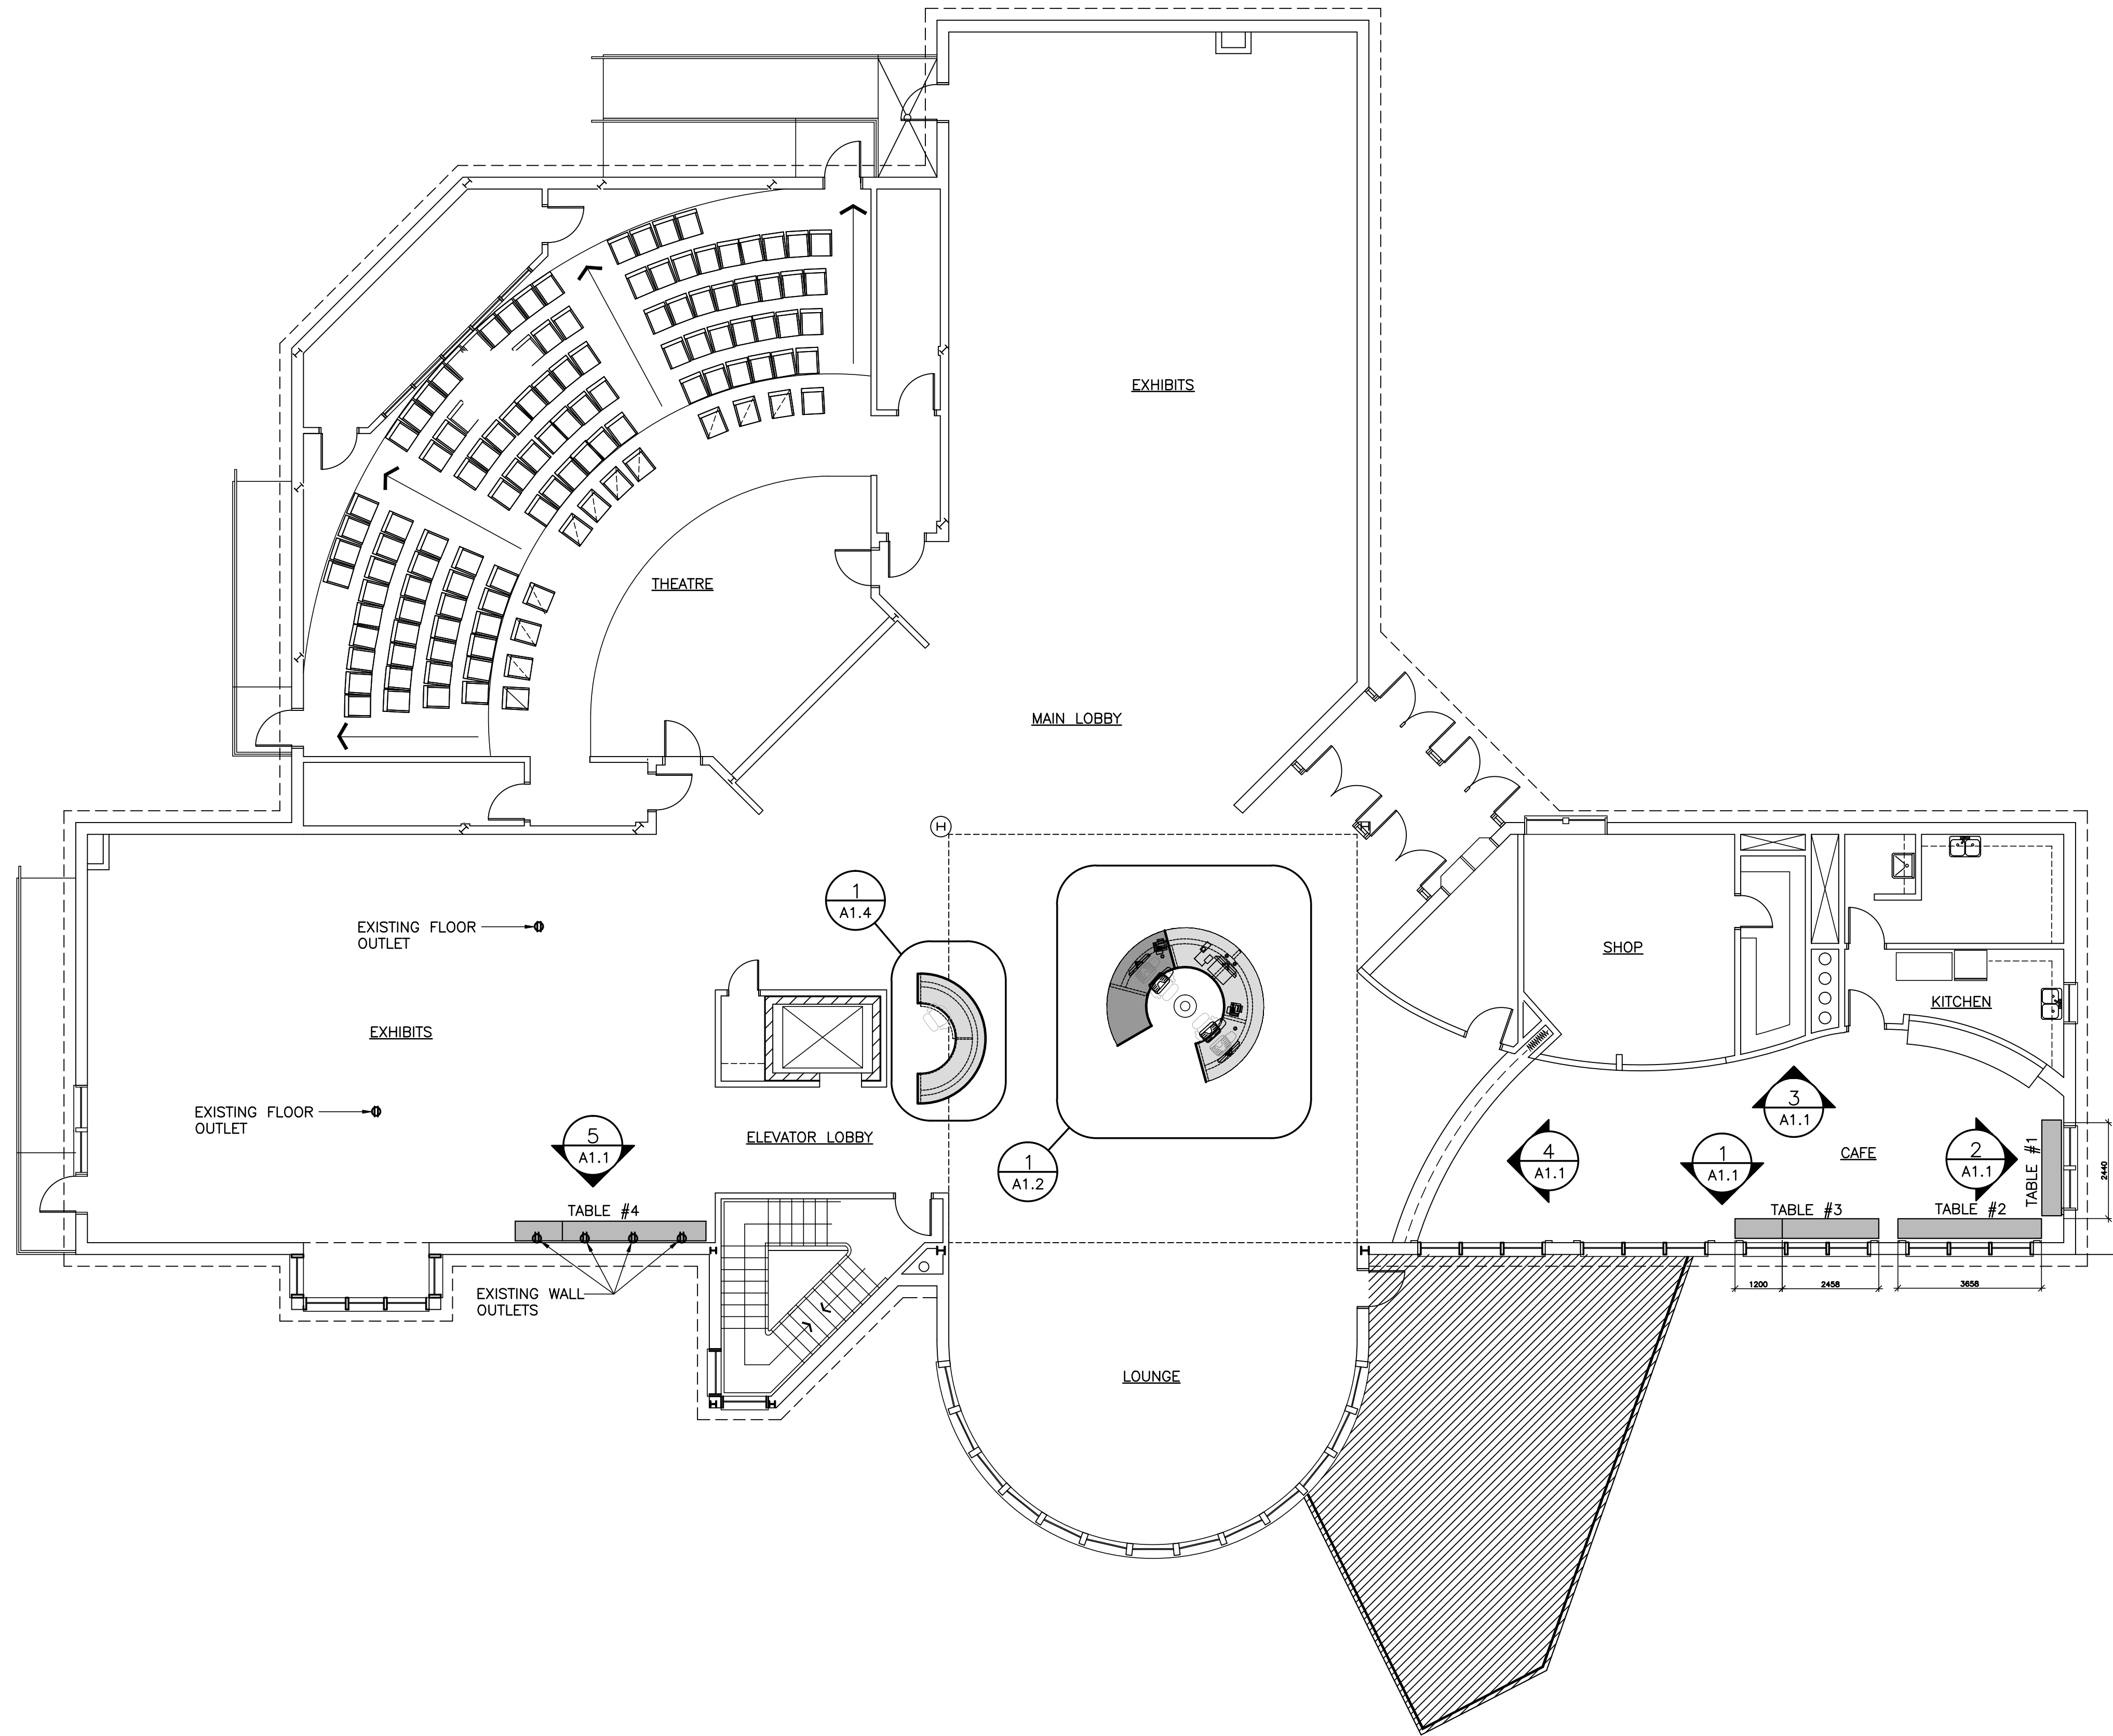 EXHIBITS
THEATRE
MAIN LOBBY
1
A1.4
EXISTING FLOOR
OUTLET
SHOP
KITCHEN
EXHIBITS
EXISTING FLOOR
OUTLET
5
A1.1
ELEVATOR LOBBY
1
A1.2
3
A1.1
4
A1.1
1
A1.1
CAFE
2
A1.1
TABLE #1
2440
TABLE #4
TABLE #3
TABLE #2
EXISTING WALL
OUTLETS
1200
2458
3658
LOUNGE